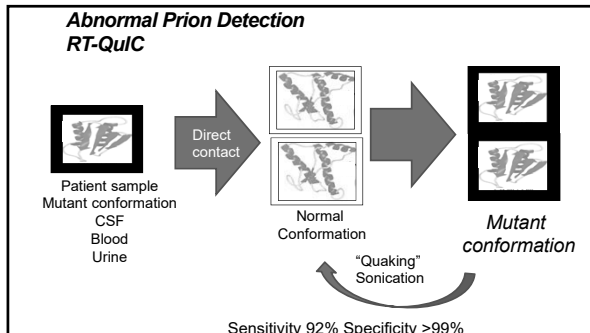 Abnormal Prion Detection
RT-QuIC
Direct
contact
Patient sample
Mutant conformation
CSF
Blood
Urine
Normal
Conformation
Mutant
conformation
“Quaking”
Sonication
Sensitivity 92% Specificity >99%